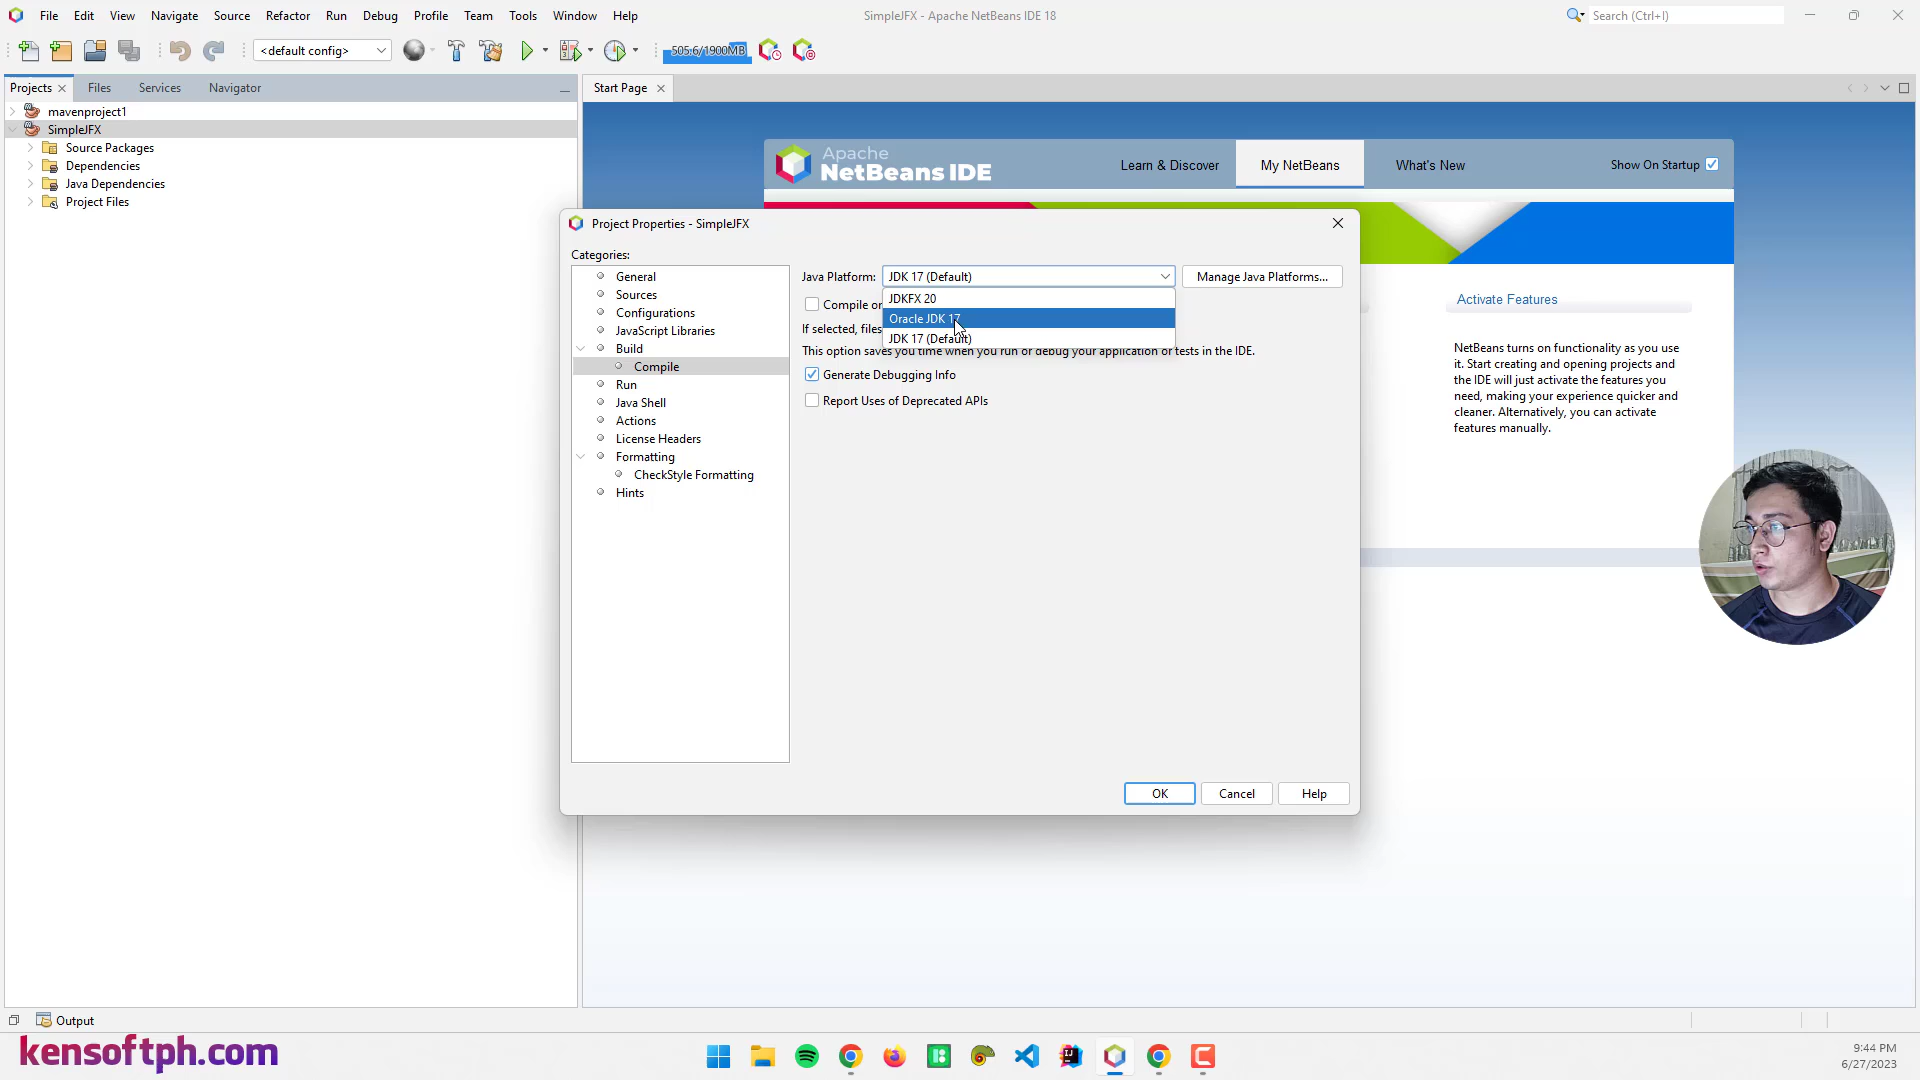 File Edit View Navigate Source Refactor Run Debug Profile Team Tools Window Help
SimpleJFX - Apache NetBeans IDE 18
Search (Ctrl+I)
<default config>
505.6/1900MB
Projects Files Services Navigator
Start Page
mavenproject1
SimpleJFX
Source Packages
Dependencies
Java Dependencies
Project Files
Apache
NetBeans IDE
Learn & Discover
My NetBeans
What's New
Show On Startup
Project Properties - SimpleJFX
Categories:
General
Sources
Configurations
JavaScript Libraries
Build
Compile
Run
Java Shell
Actions
License Headers
Formatting
CheckStyle Formatting
Hints
Java Platform:
JDK 17 (Default)
Manage Java Platforms...
JDKFX 20
Oracle JDK 17
JDK 17 (Default)
Compile
If selected, files
This option saves you time when you run or debug your application or tests in the IDE.
Generate Debugging Info
Report Uses of Deprecated APIs
OK
Cancel
Help
Activate Features
NetBeans turns on functionality as you
use it. Start creating and opening projects and
the IDE will just activate the features you
need, making your experience quicker and
cleaner. Alternatively, you can activate
features manually.
Output
kensoftph.com
9:44 PM
6/27/2023